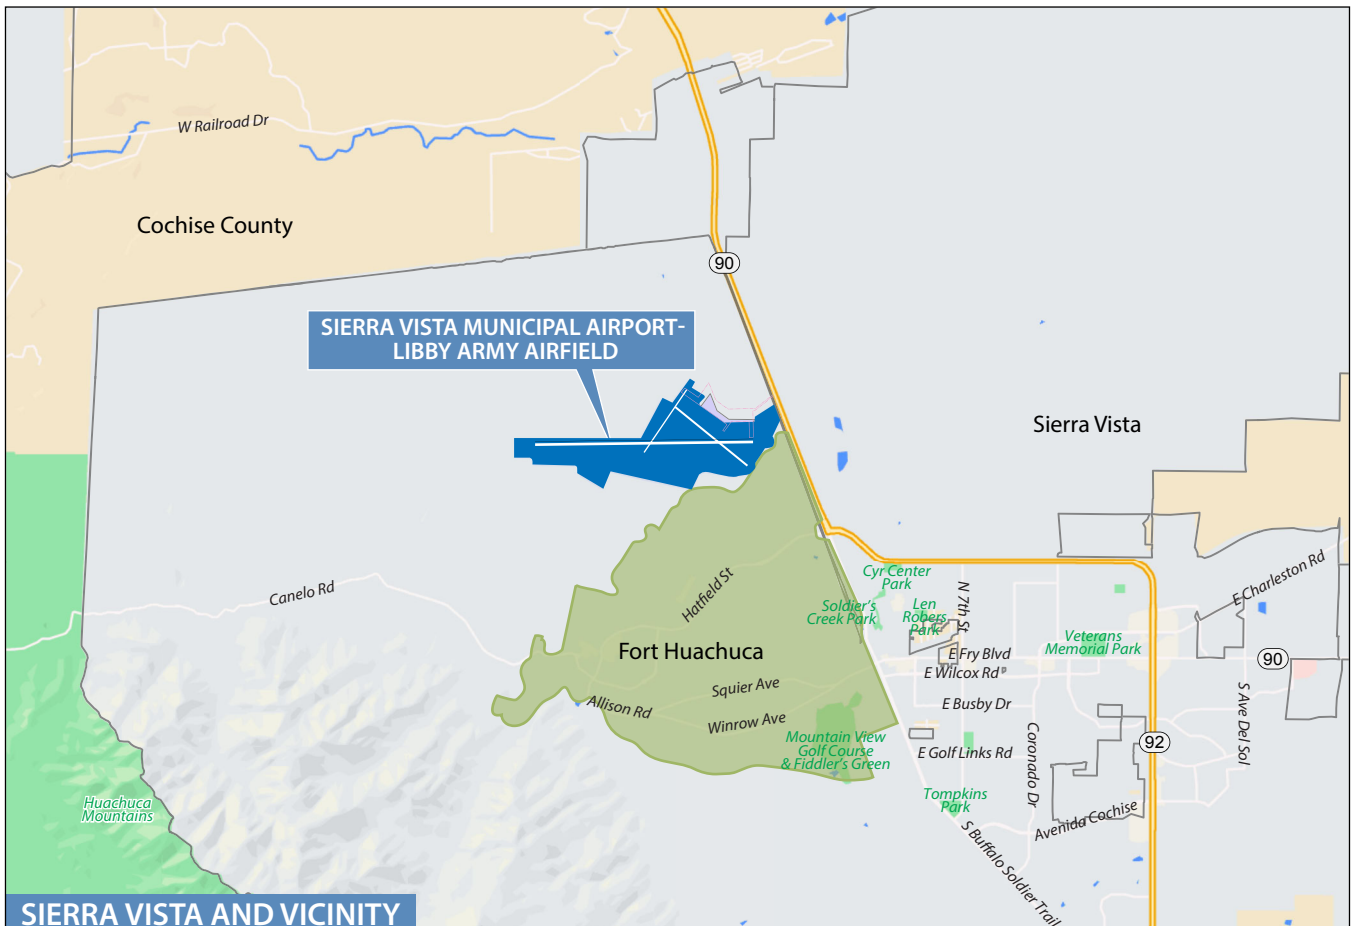 W Railroad Dr
Cochise County
90
SIERRA VISTA MUNICIPAL AIRPORT-
LIBBY ARMY AIRFIELD
Sierra Vista
Canelo Rd
Hatfield St
Cyr Center
Park
Soldier's
Creek Park
Len
Robers
Park
N 7th St
E Charleston Rd
Veterans
Memorial Park
Fort Huachuca
E Fry Blvd
90
E Wilcox Rd
Squier Ave
Allison Rd
Winrow Ave
E Busby Dr
S Ave Del Sol
Mountain View
Golf Course
& Fiddler's Green
E Golf Links Rd
Coronado Dr
92
Huachuca
Mountains
Tompkins
Park
Avenida Cochise
S Buffalo Soldier Trail
SIERRA VISTA AND VICINITY